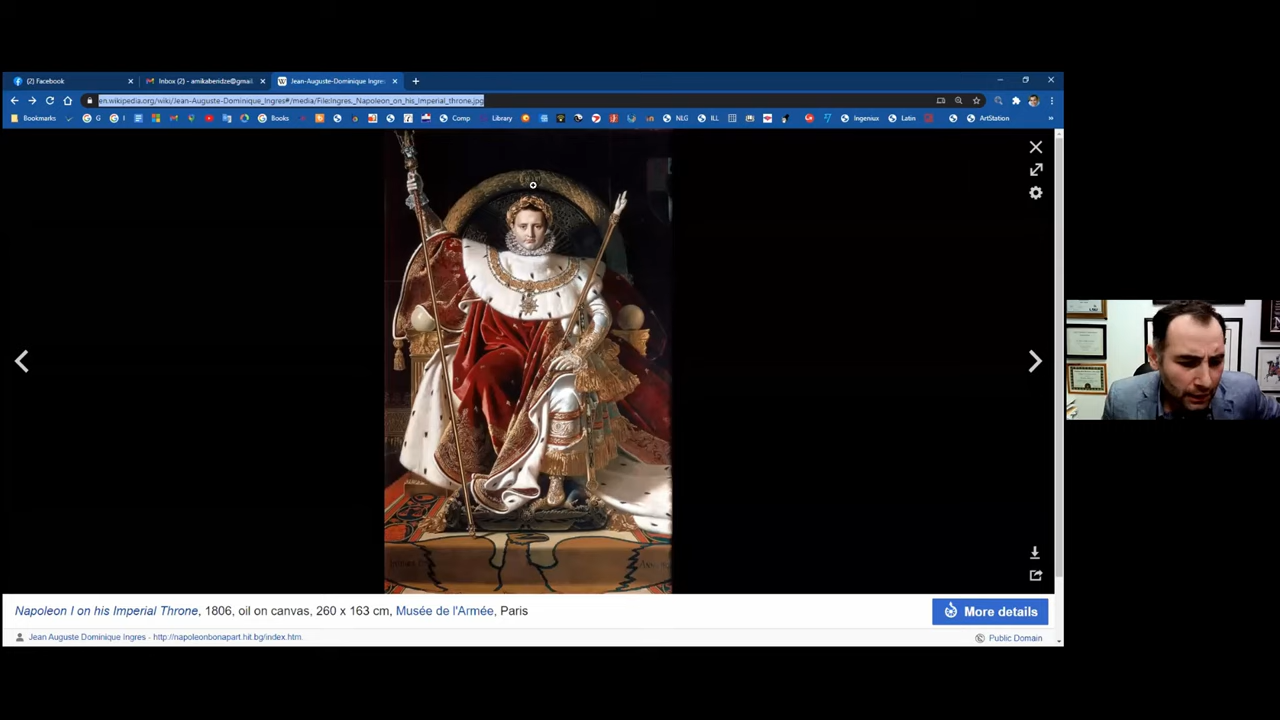 (2) Facebook
Inbox (2) - amikaberidze@gmai
Jean-Auguste-Dominique Ingres
en.wikipedia.org/wiki/Jean-Auguste-Dominique_Ingres#/media/File:Ingres,_Napoleon_on_his_Imperial_throne.jpg
Bookmarks G G I Books Comp Library NLG ILL Ingeniux Latin ArtStation
Napoleon I on his Imperial Throne, 1806, oil on canvas, 260 x 163 cm, Musée de l'Armée, Paris
More details
Jean Auguste Dominique Ingres - http://napoleonbonapart.hit.bg/index.htm.
Public Domain